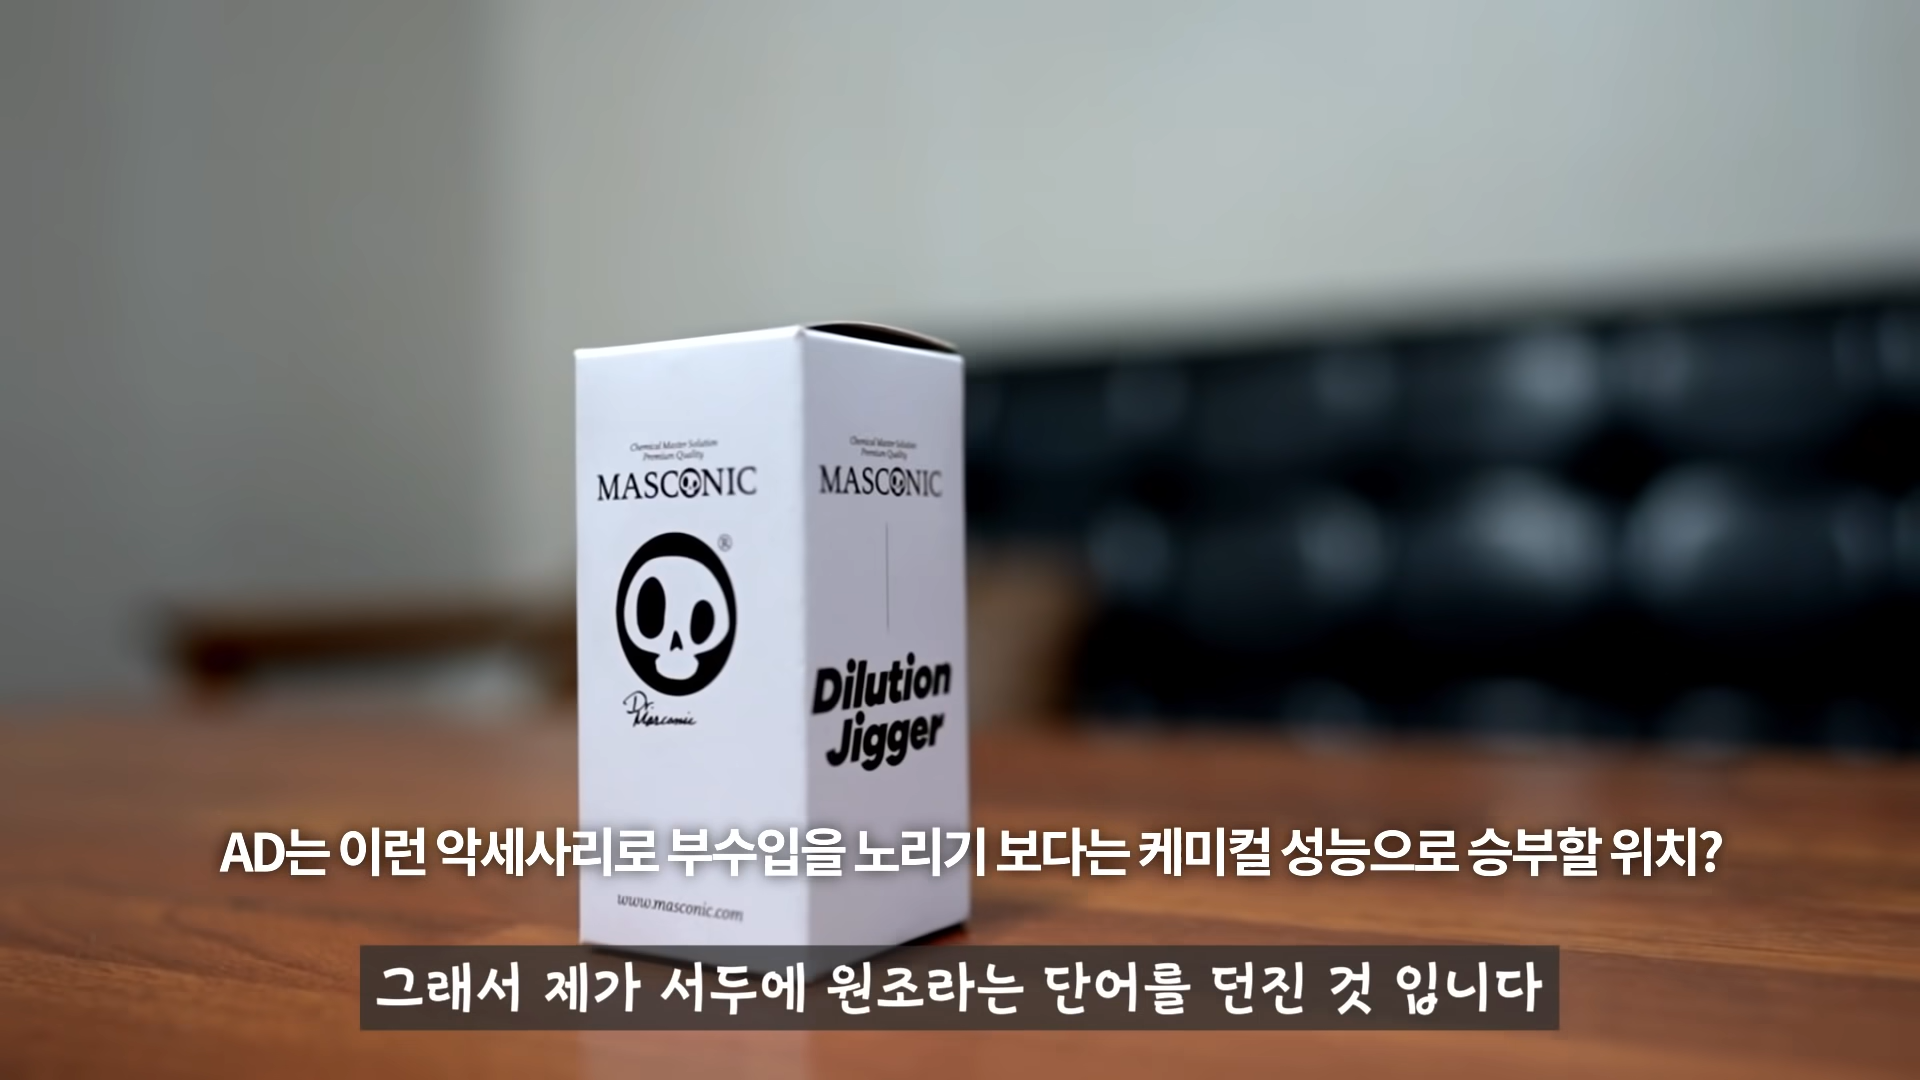 Chemical Master Solution
Premium Quality
MASCONIC
®
Dr. Masconic
www.masconic.com
Chemical Master Solution
Premium Quality
MASCONIC
Dilution
Jigger
AD는 이런 악세사리로 부수입을 노리기 보다는 케미컬 성능으로 승부할 위치?
그래서 제가 서두에 원조라는 단어를 던진 것 입니다